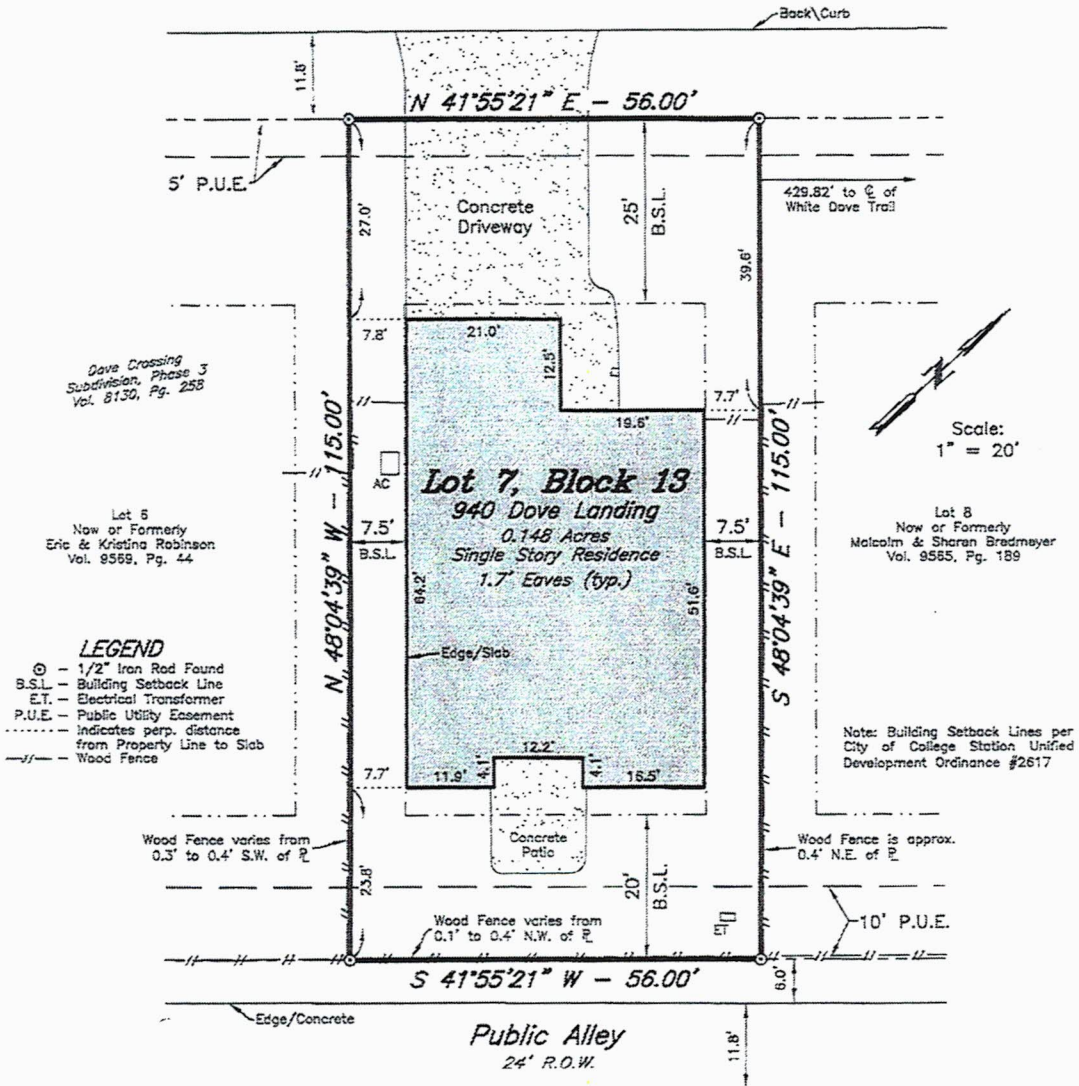 Back\Curb
11.8'
N 41°55'21" E - 56.00'
5' P.U.E.
429.82' to ℄ of
White Dove Trail
Concrete
Driveway
25'
B.S.L.
27.0'
39.6'
7.8'
21.0'
12.5'
7.7'
19.6'
Dove Crossing
Subdivision, Phase 3
Vol. 8130, Pg. 258
Scale:
1" = 20'
N 48°04'39" W - 115.00'
AC
Lot 7, Block 13
940 Dove Landing
0.148 Acres
Single Story Residence
1.7' Eaves (typ.)
7.5'
B.S.L.
7.5'
B.S.L.
S 48°04'39" E - 115.00'
Lot 6
Now or Formerly
Eric & Kristina Robinson
Vol. 9569, Pg. 44
Lot 8
Now or Formerly
Malcolm & Sharan Bredmeyer
Vol. 9565, Pg. 189
64.2'
51.6'
Edge/Slab
LEGEND
1/2" Iron Rod Found
B.S.L. - Building Setback Line
E.T. - Electrical Transformer
P.U.E. - Public Utility Easement
Indicates perp. distance
from Property Line to Slab
Wood Fence
Note: Building Setback Lines per
City of College Station Unified
Development Ordinance #2617
7.7'
11.9'
4.1'
12.2'
4.1'
16.5'
Concrete
Patio
Wood Fence varies from
0.3' to 0.4' S.W. of ⅊
Wood Fence is approx.
0.4' N.E. of ⅊
23.8'
20'
B.S.L.
Wood Fence varies from
0.1' to 0.4' N.W. of ⅊
ET
10' P.U.E.
S 41°55'21" W - 56.00'
6.0'
Edge/Concrete
Public Alley
24' R.O.W.
11.8'